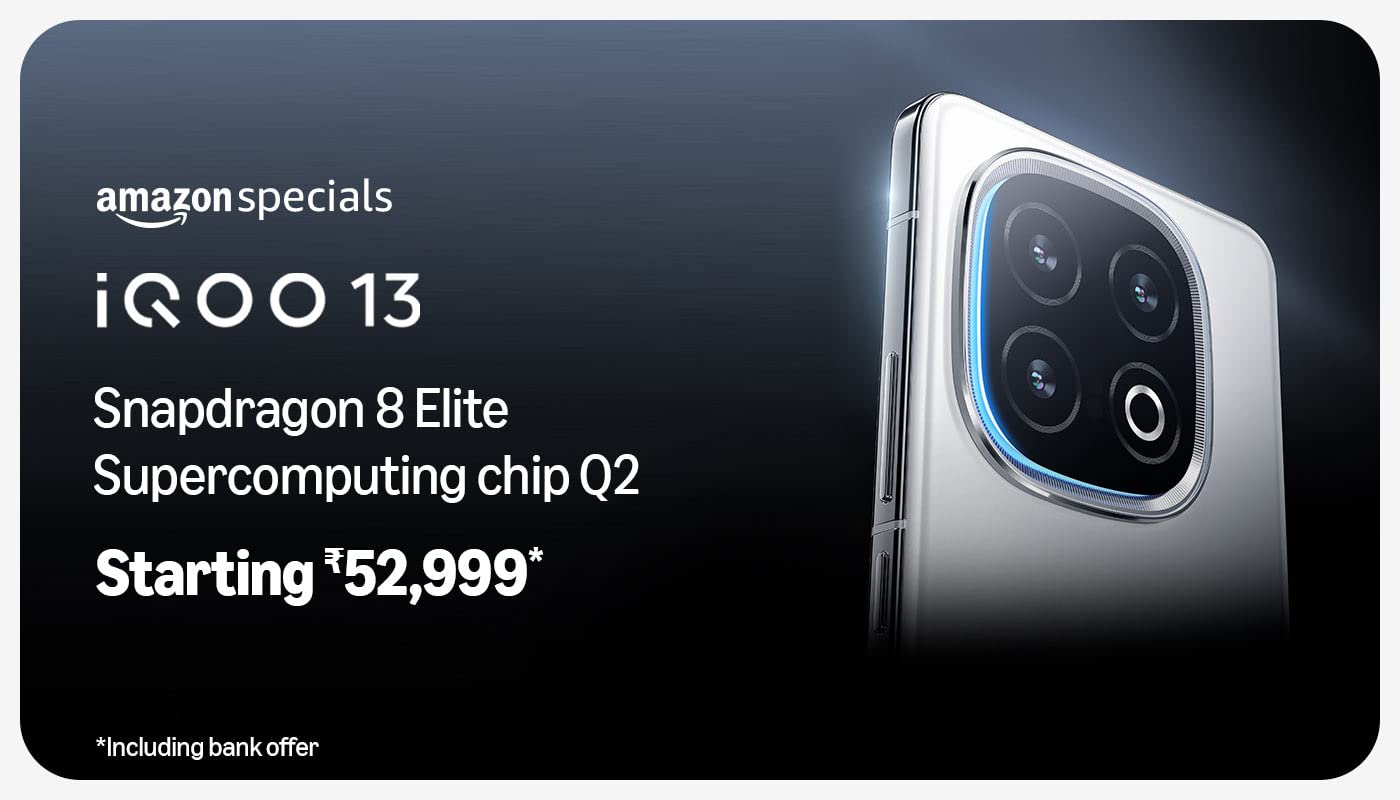 amazon specials
iQOO 13
Snapdragon 8 Elite
Supercomputing chip Q2
Starting ₹52,999*
*Including bank offer